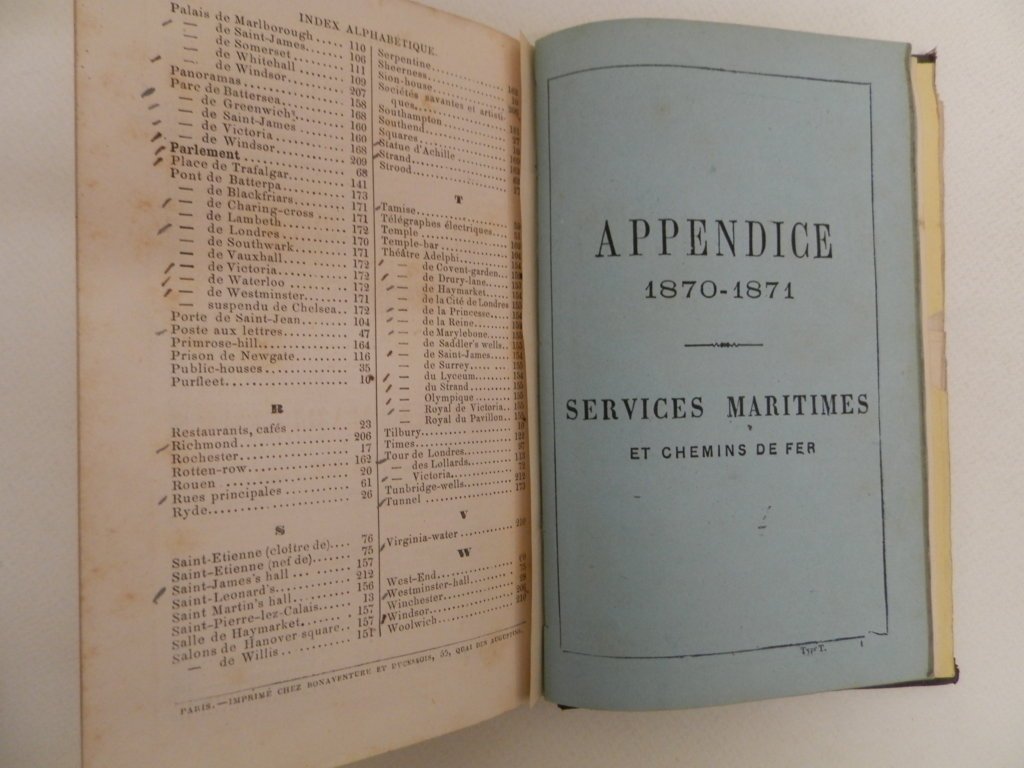 INDEX ALPHABÉTIQUE.
Palais de Marlborough..... 110
— de Saint-James....... 106
— de Somerset........ 111
— de Whitehall....... 109
— de Windsor........ 207
Panoramas.............. 158
Parc de Battersea.......... 168
— de Greenwich......... 160
— de Saint-James........ 160
— de Victoria........... 168
— de Windsor.......... 209
Parlement................ 68
Place de Trafalgar.......... 141
Pont de Batterpa........... 173
— de Blackfriars......... 171
— de Charing-cross...... 171
— de Lambeth.......... 172
— de Londres........... 170
— de Southwark......... 171
— de Vauxhall.......... 172
— de Victoria........... 172
— de Waterloo.......... 172
— de Westminster........ 171
— suspendu de Chelsea.. 172
Porte de Saint-Jean......... 104
Poste aux lettres............ 47
Primrose-hill.............. 164
Prison de Newgate......... 116
Public-houses............. 35
Purfleet.................. 10
R
Restaurants, cafés.......... 23
Richmond................ 206
Rochester................ 17
Rotten-row............... 162
Rouen................... 20
Rues principales........... 61
Ryde.................... 26
S
Saint-Etienne (cloître de).... 76
Saint-Etienne (nef de)....... 75
Saint-James's hall.......... 157
Saint-Leonard's........... 212
Saint Martin's hall.......... 156
Saint-Pierre-lez-Calais...... 13
Salle de Haymarket......... 157
Salons de Hanover square.. 157
— de Willis.. 151
Serpentine
Sheerness
Sion-house
Sociétés savantes et artisti-
ques
Southampton
Southend
Squares
Statue d'Achille
Strand
Strood
T
Tamise
Télégraphes électriques
Temple
Temple-bar
Théâtre Adelphi
— de Covent-garden
— de Drury-lane
— de Haymarket
— de la Cité de Londres
— de la Princesse
— de la Reine
— de Marylebone
— de Saddler's wells
— de Saint-James
— de Surrey
— du Lyceum
— du Strand
— Olympique
— Royal de Victoria
— Royal du Pavillon
Tilbury
Times
Tour de Londres
— des Lollards
— Victoria
Tunbridge-wells........... 212
Tunnel.................. 173
V
Virginia-water............ 210
W
West-End
Westminster-hall.......... 75
Winchester
Windsor
Woolwich
PARIS.—IMPRIMÉ CHEZ BONAVENTURE ET DUCESSOIS, 55, QUAI DES AUGUSTINS.
APPENDICE
1870-1871
SERVICES MARITIMES
ET CHEMINS DE FER
Typ T. 1